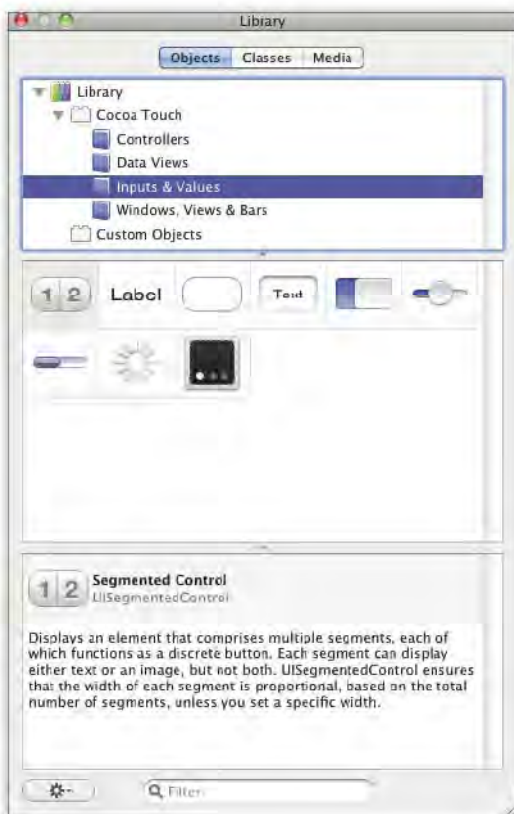 Library
Objects Classes Media
Library
Cocoa Touch
Controllers
Data Views
Inputs & Values
Windows, Views & Bars
Custom Objects
1 2 Label Text
1 2 Segmented Control
UISegmentedControl
Displays an element that comprises multiple segments, each of
which functions as a discrete button. Each segment can display
either text or an image, but not both. UISegmentedControl ensures
that the width of each segment is proportional, based on the total
number of segments, unless you set a specific width.
Filter